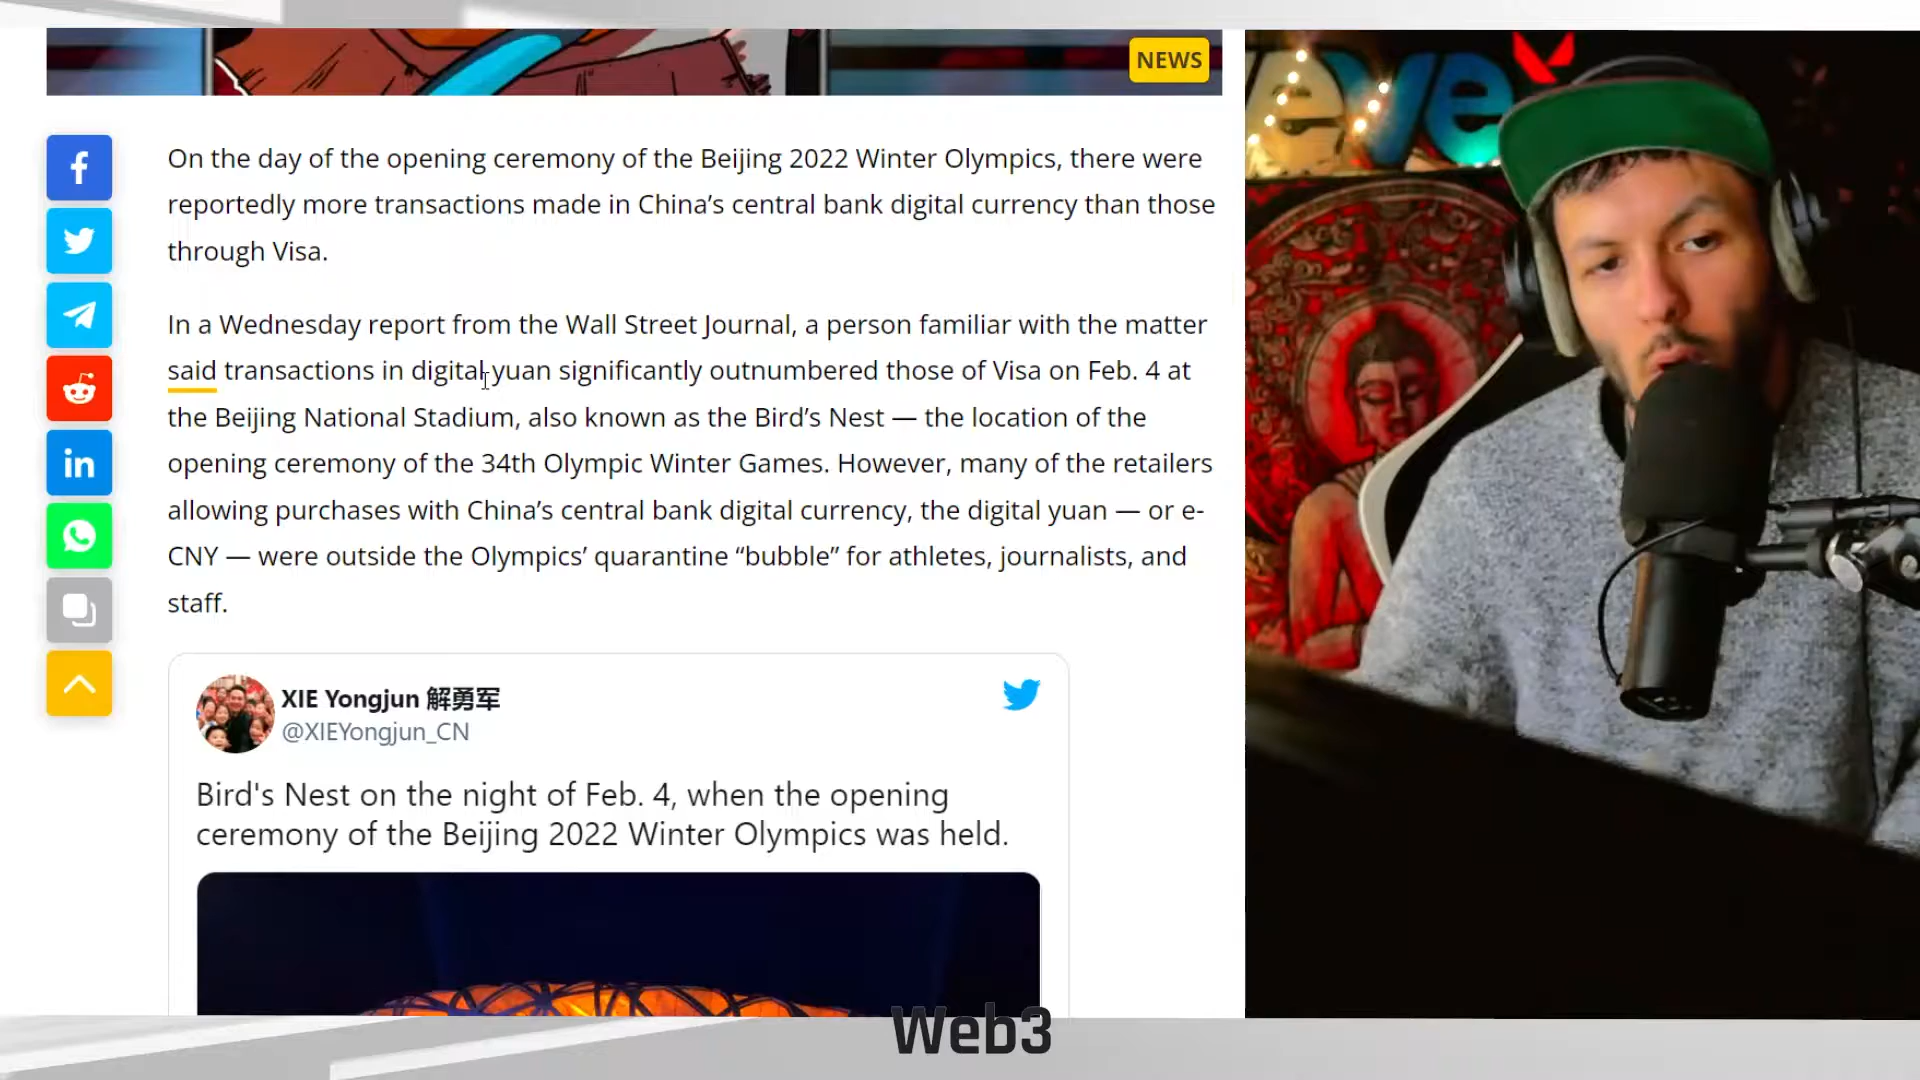 NEWS
On the day of the opening ceremony of the Beijing 2022 Winter Olympics, there were
reportedly more transactions made in China’s central bank digital currency than those
through Visa.
In a Wednesday report from the Wall Street Journal, a person familiar with the matter
said transactions in digital yuan significantly outnumbered those of Visa on Feb. 4 at
the Beijing National Stadium, also known as the Bird’s Nest — the location of the
opening ceremony of the 34th Olympic Winter Games. However, many of the retailers
allowing purchases with China’s central bank digital currency, the digital yuan — or e-
CNY — were outside the Olympics’ quarantine “bubble” for athletes, journalists, and
staff.
XIE Yongjun 解勇军
@XIEYongjun_CN
Bird's Nest on the night of Feb. 4, when the opening
ceremony of the Beijing 2022 Winter Olympics was held.
Web3